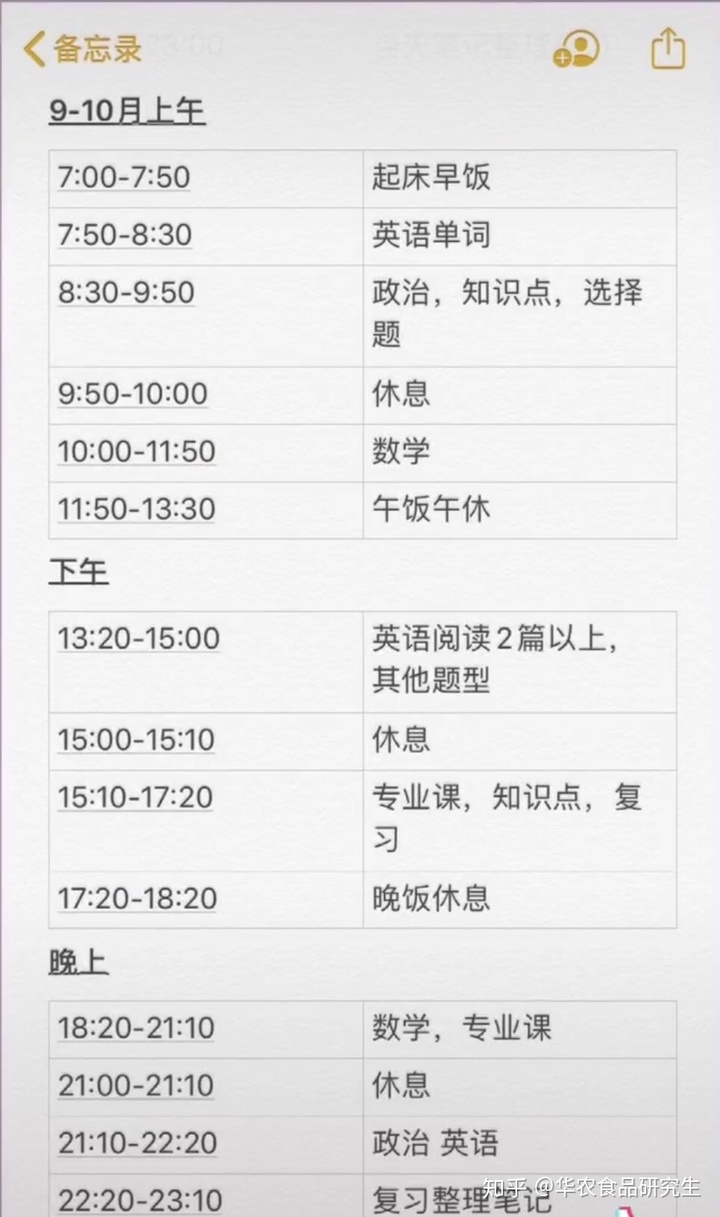 备忘录
9-10月上午
7:00-7:50 起床早饭
7:50-8:30 英语单词
8:30-9:50 政治，知识点，选择
题
9:50-10:00 休息
10:00-11:50 数学
11:50-13:30 午饭午休
下午
13:20-15:00 英语阅读2篇以上，
其他题型
15:00-15:10 休息
15:10-17:20 专业课，知识点，复
习
17:20-18:20 晚饭休息
晚上
18:20-21:10 数学，专业课
21:00-21:10 休息
21:10-22:20 政治 英语
22:20-23:10 复习整理笔记
知乎 @华农食品研究生